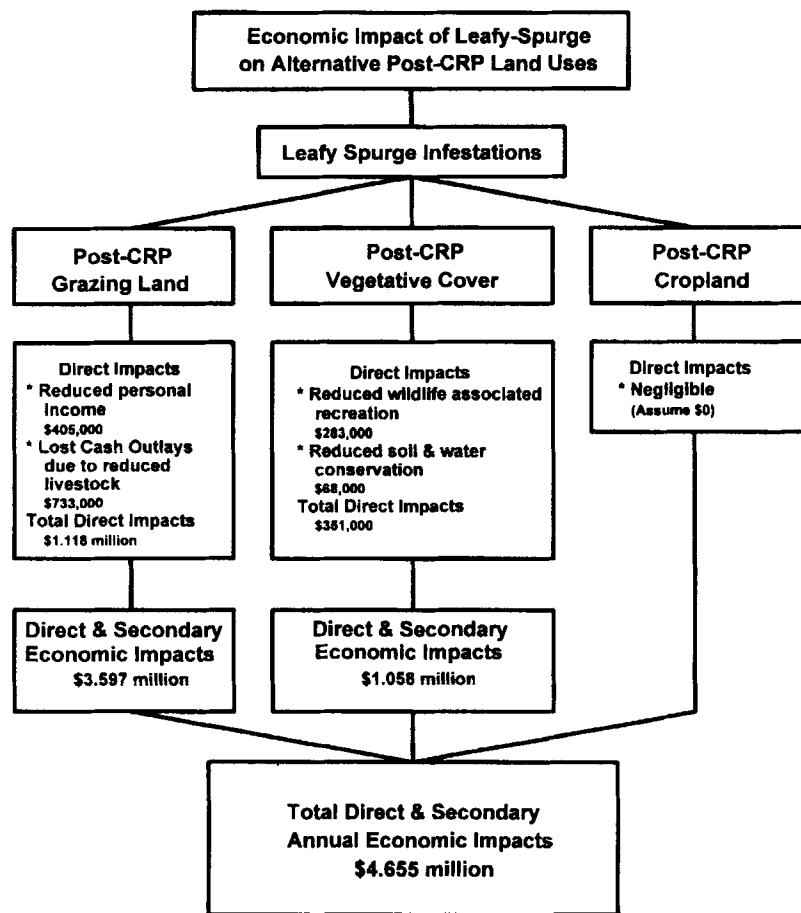 Economic Impact of Leafy-Spurge
on Alternative Post-CRP Land Uses
Leafy Spurge Infestations
Post-CRP
Grazing Land
Direct Impacts
* Reduced personal
income
$405,000
* Lost Cash Outlays
due to reduced
livestock
$733,000
Total Direct Impacts
$1.118 million
Direct & Secondary
Economic Impacts
$3.597 million
Post-CRP
Vegetative Cover
Direct Impacts
* Reduced wildlife associated
recreation
$283,000
* Reduced soil & water
conservation
$68,000
Total Direct Impacts
$351,000
Direct & Secondary
Economic Impacts
$1.058 million
Post-CRP
Cropland
Direct Impacts
* Negligible
(Assume $0)
Total Direct & Secondary
Annual Economic Impacts
$4.655 million